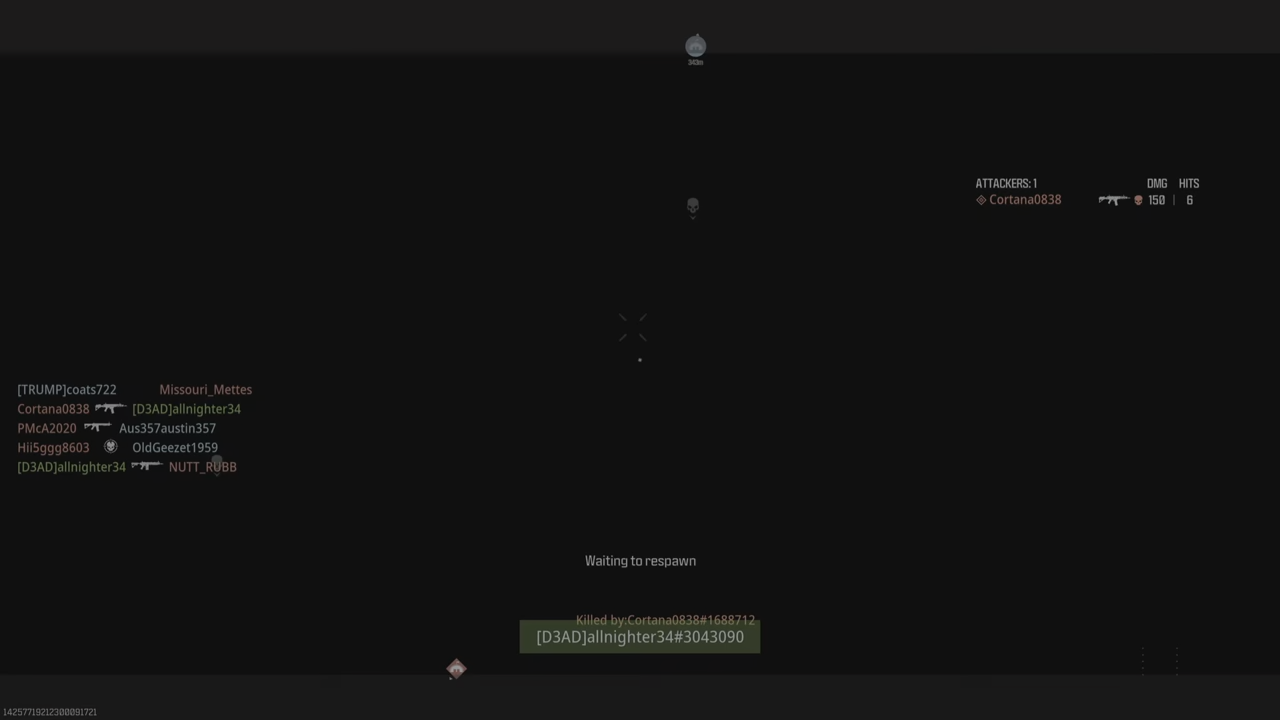 343m
ATTACKERS: 1 DMG HITS
Cortana0838 150 | 6
[TRUMP]coats722 Missouri_Mettes
Cortana0838 [D3AD]allnighter34
PMcA2020 Aus357austin357
Hii5ggg8603 OldGeezet1959
[D3AD]allnighter34 NUTT_RUBB
Waiting to respawn
Killed by:Cortana0838#1688712
[D3AD]allnighter34#3043090
14257719212300091721